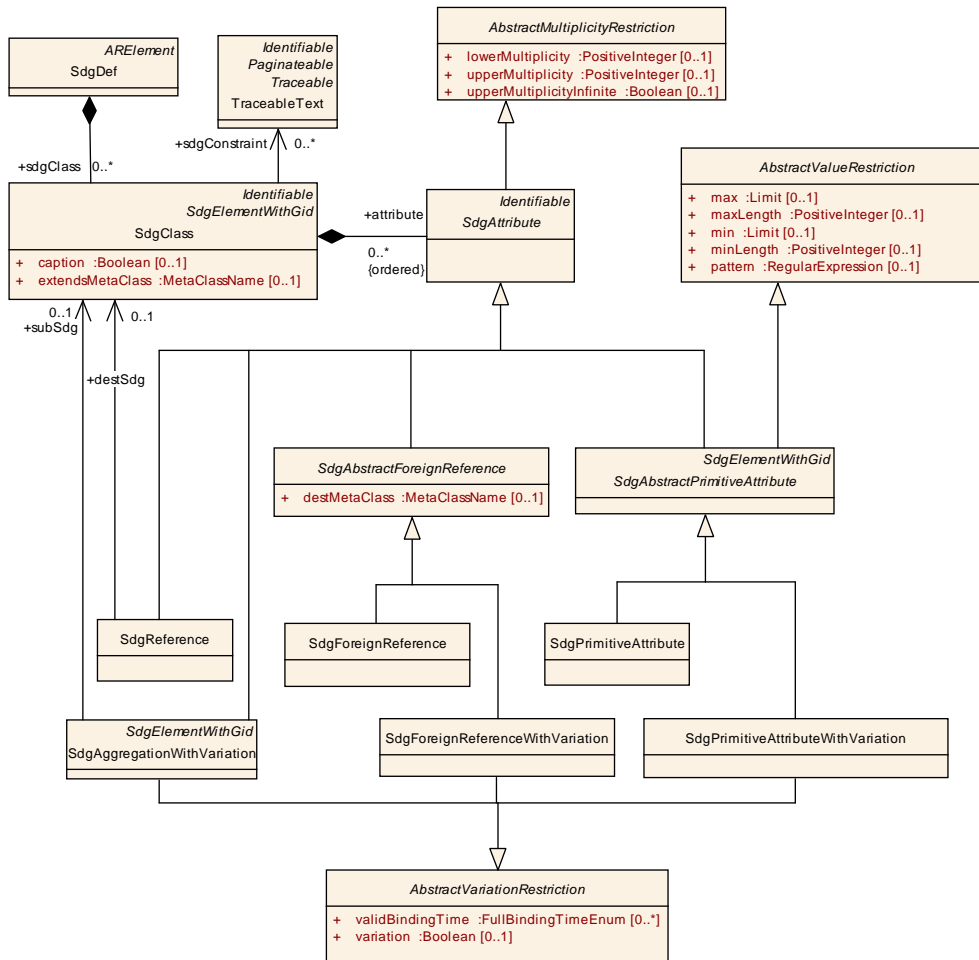 ARElement
SdgDef
Identifiable
Paginateable
Traceable
TraceableText
AbstractMultiplicityRestriction
+ lowerMultiplicity :PositiveInteger [0..1]
+ upperMultiplicity :PositiveInteger [0..1]
+ upperMultiplicityInfinite :Boolean [0..1]
+sdgClass 0..*
+sdgConstraint 0..*
Identifiable
SdgElementWithGid
SdgClass
+ caption :Boolean [0..1]
+ extendsMetaClass :MetaClassName [0..1]
+attribute
0..*
{ordered}
Identifiable
SdgAttribute
AbstractValueRestriction
+ max :Limit [0..1]
+ maxLength :PositiveInteger [0..1]
+ min :Limit [0..1]
+ minLength :PositiveInteger [0..1]
+ pattern :RegularExpression [0..1]
0..1
+subSdg
0..1
+destSdg
SdgAbstractForeignReference
+ destMetaClass :MetaClassName [0..1]
SdgElementWithGid
SdgAbstractPrimitiveAttribute
SdgReference
SdgForeignReference
SdgPrimitiveAttribute
SdgElementWithGid
SdgAggregationWithVariation
SdgForeignReferenceWithVariation
SdgPrimitiveAttributeWithVariation
AbstractVariationRestriction
+ validBindingTime :FullBindingTimeEnum [0..*]
+ variation :Boolean [0..1]